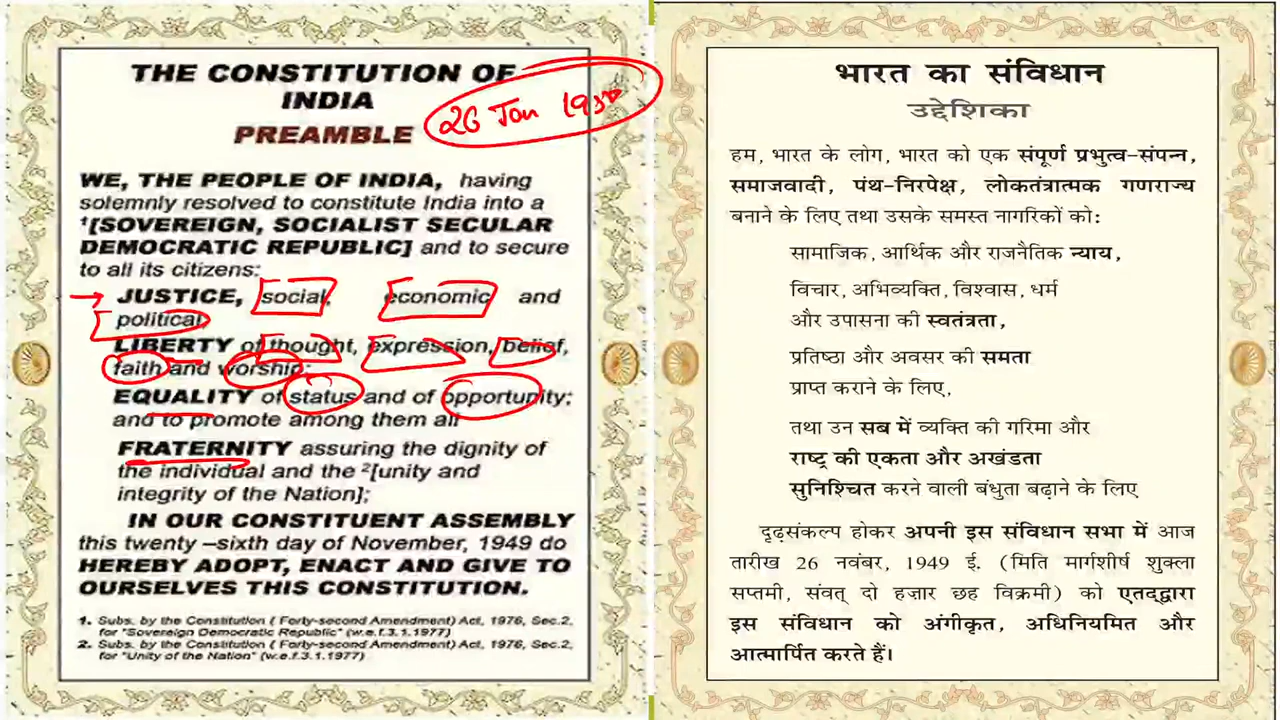 THE CONSTITUTION OF
INDIA
PREAMBLE
26 Jan 1950
WE, THE PEOPLE OF INDIA, having
solemnly resolved to constitute India into a
¹[SOVEREIGN, SOCIALIST SECULAR
DEMOCRATIC REPUBLIC] and to secure
to all its citizens:
JUSTICE, social, economic and
political
LIBERTY of thought, expression, belief,
faith and worship;
EQUALITY of status and of opportunity;
and to promote among them all
FRATERNITY assuring the dignity of
the individual and the ²[unity and
integrity of the Nation];
IN OUR CONSTITUENT ASSEMBLY
this twenty –sixth day of November, 1949 do
HEREBY ADOPT, ENACT AND GIVE TO
OURSELVES THIS CONSTITUTION.
1. Subs. by the Constitution ( Forty-second Amendment) Act, 1976, Sec.2,
for "Sovereign Democratic Republic" (w.e.f.3.1.1977)
2. Subs. by the Constitution ( Forty-second Amendment) Act, 1976, Sec.2,
for "Unity of the Nation" (w.e.f.3.1.1977)
भारत का संविधान
उद्देशिका
हम, भारत के लोग, भारत को एक संपूर्ण प्रभुत्व-संपन्न,
समाजवादी, पंथ-निरपेक्ष, लोकतंत्रात्मक गणराज्य
बनाने के लिए तथा उसके समस्त नागरिकों को:
सामाजिक, आर्थिक और राजनैतिक न्याय,
विचार, अभिव्यक्ति, विश्वास, धर्म
और उपासना की स्वतंत्रता,
प्रतिष्ठा और अवसर की समता
प्राप्त कराने के लिए,
तथा उन सब में व्यक्ति की गरिमा और
राष्ट्र की एकता और अखंडता
सुनिश्चित करने वाली बंधुता बढ़ाने के लिए
दृढ़संकल्प होकर अपनी इस संविधान सभा में आज
तारीख 26 नवंबर, 1949 ई. (मिति मार्गशीर्ष शुक्ला
सप्तमी, संवत् दो हज़ार छह विक्रमी) को एतद्द्वारा
इस संविधान को अंगीकृत, अधिनियमित और
आत्मार्पित करते हैं।